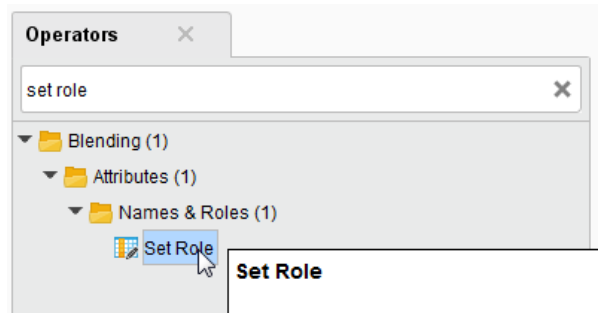 Operators
set role
Blending (1)
Attributes (1)
Names & Roles (1)
Set Role
Set Role